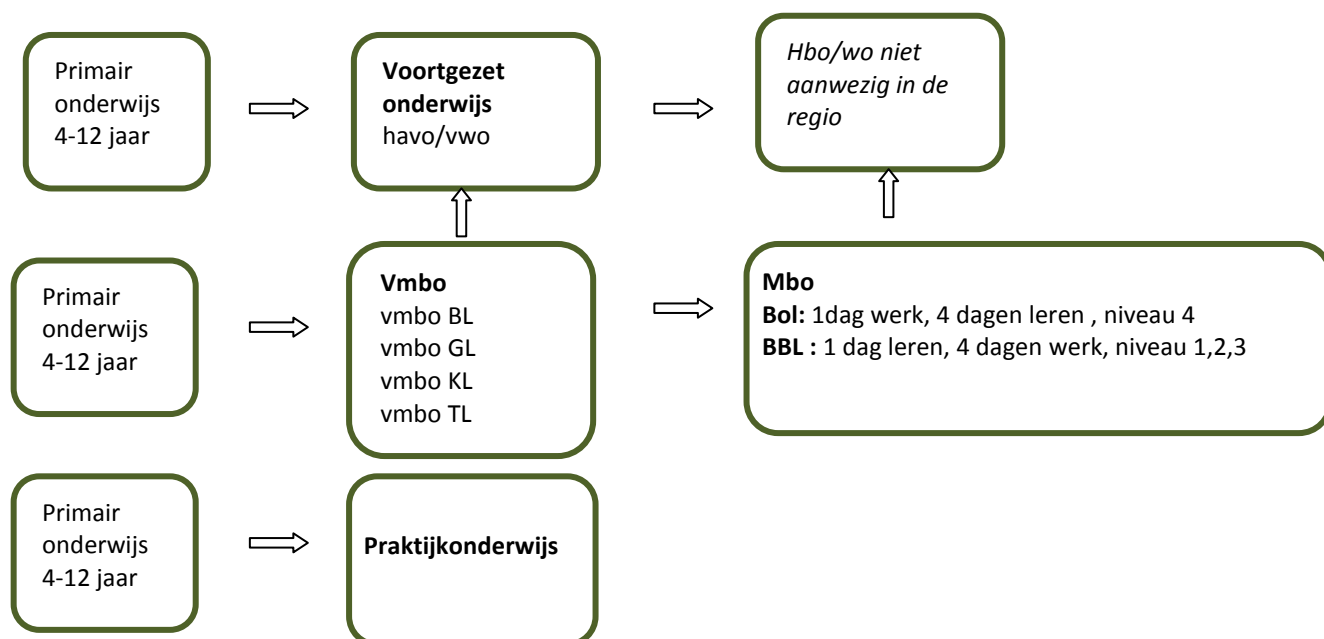 Primair
onderwijs
4-12 jaar
Voortgezet
onderwijs
havo/vwo
Hbo/wo niet
aanwezig in de
regio
Primair
onderwijs
4-12 jaar
Vmbo
vmbo BL
vmbo GL
vmbo KL
vmbo TL
Mbo
Bol: 1dag werk, 4 dagen leren , niveau 4
BBL : 1 dag leren, 4 dagen werk, niveau 1,2,3
Primair
onderwijs
4-12 jaar
Praktijkonderwijs